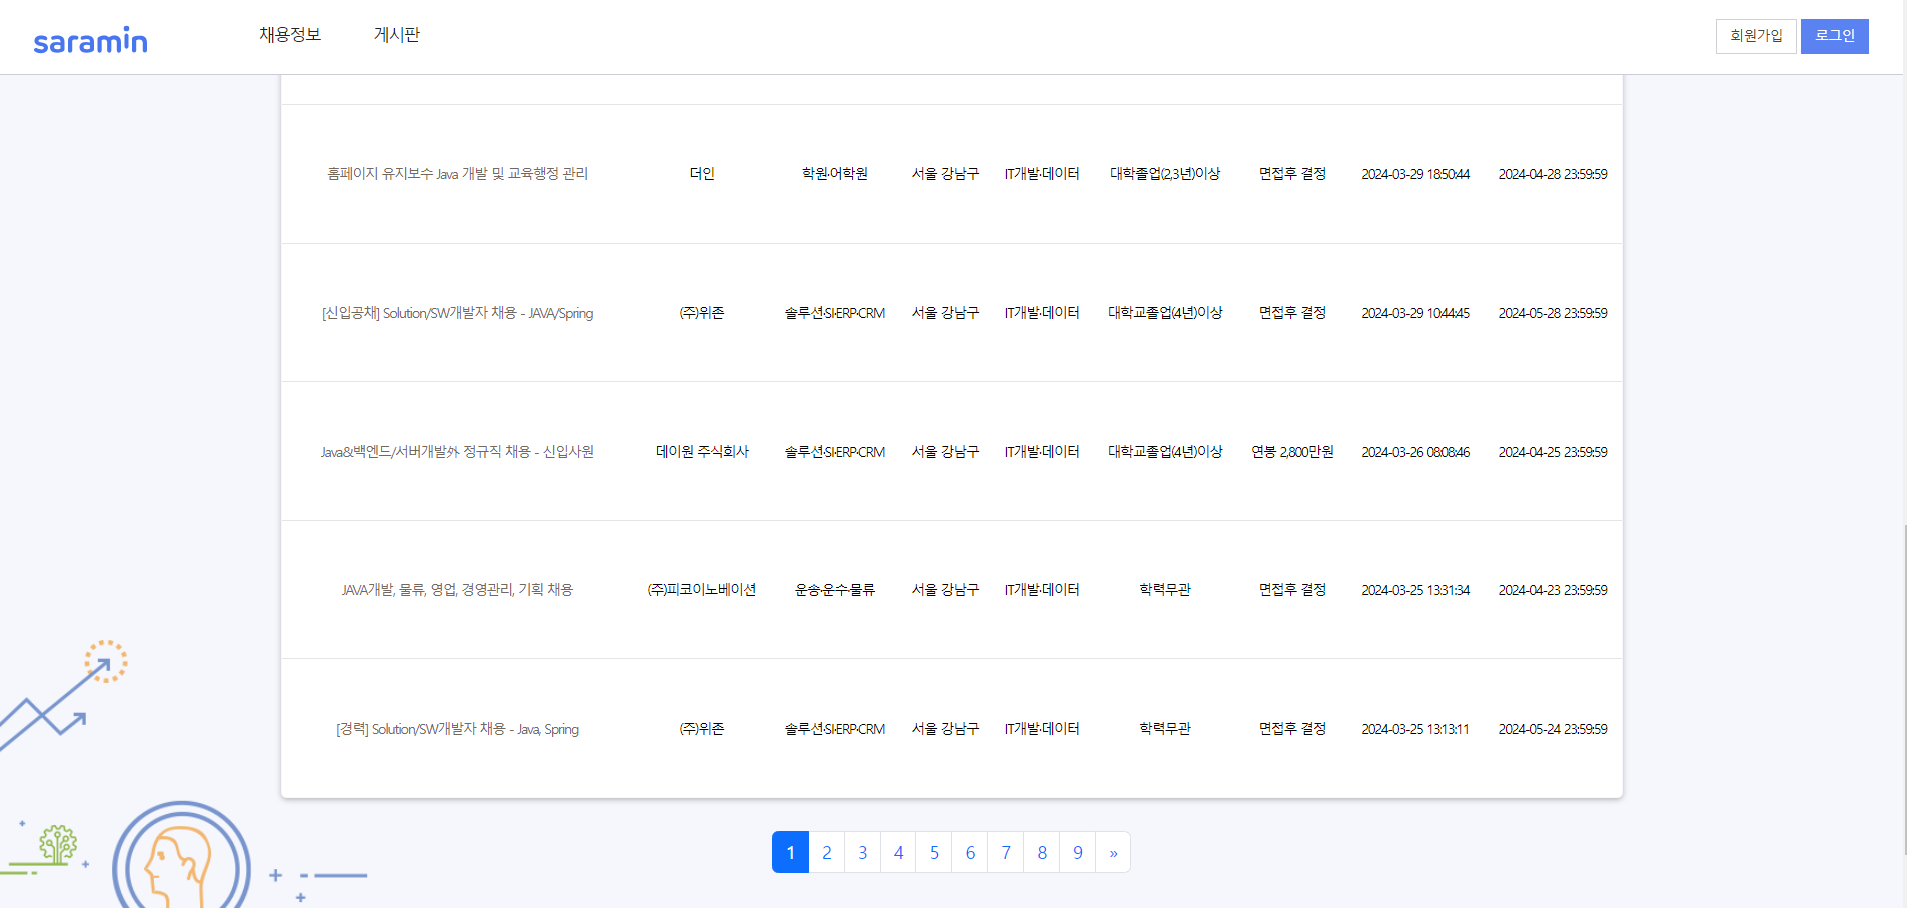 saramin 채용정보 게시판 회원가입 로그인
홈페이지 유지보수 Java 개발 및 교육행정 관리 더인 학원·어학원 서울 강남구 IT개발·데이터 대학졸업(2,3년)이상 면접후 결정 2024-03-29 18:50:44 2024-04-28 23:59:59
[신입공채] Solution/SW개발자 채용 - JAVA/Spring (주)위존 솔루션·SI·ERP·CRM 서울 강남구 IT개발·데이터 대학교졸업(4년)이상 면접후 결정 2024-03-29 10:44:45 2024-05-28 23:59:59
Java&백엔드/서버개발外 정규직 채용 - 신입사원 데이원 주식회사 솔루션·SI·ERP·CRM 서울 강남구 IT개발·데이터 대학교졸업(4년)이상 연봉 2,800만원 2024-03-26 08:08:46 2024-04-25 23:59:59
JAVA개발, 물류, 영업, 경영관리, 기획 채용 (주)피코이노베이션 운송·운수·물류 서울 강남구 IT개발·데이터 학력무관 면접후 결정 2024-03-25 13:31:34 2024-04-23 23:59:59
[경력] Solution/SW개발자 채용 - Java, Spring (주)위존 솔루션·SI·ERP·CRM 서울 강남구 IT개발·데이터 학력무관 면접후 결정 2024-03-25 13:13:11 2024-05-24 23:59:59
1 2 3 4 5 6 7 8 9 »